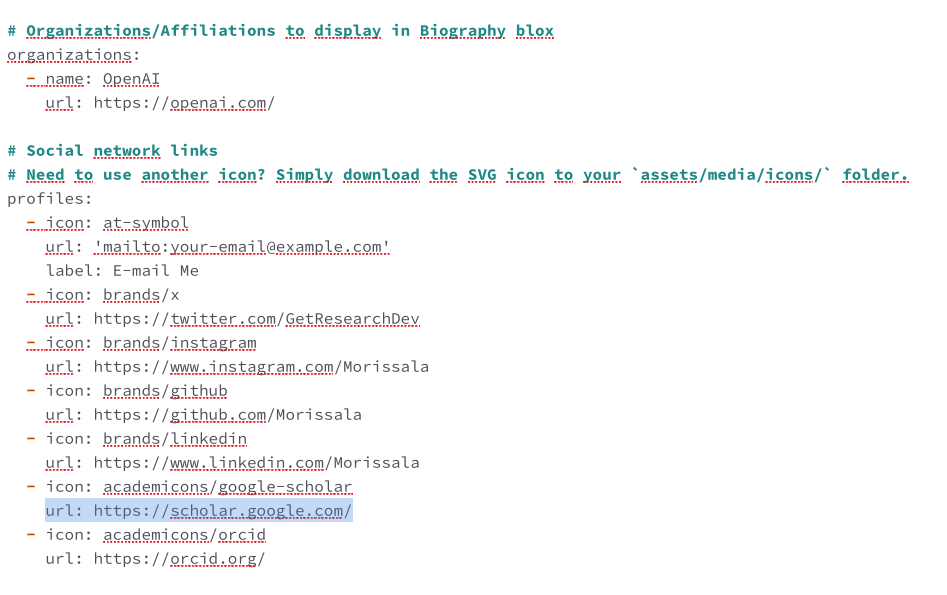 # Organizations/Affiliations to display in Biography blox
organizations:
  - name: OpenAI
    url: https://openai.com/

# Social network links
# Need to use another icon? Simply download the SVG icon to your `assets/media/icons/` folder.
profiles:
  - icon: at-symbol
    url: 'mailto:your-email@example.com'
    label: E-mail Me
  - icon: brands/x
    url: https://twitter.com/GetResearchDev
  - icon: brands/instagram
    url: https://www.instagram.com/Morissala
  - icon: brands/github
    url: https://github.com/Morissala
  - icon: brands/linkedin
    url: https://www.linkedin.com/Morissala
  - icon: academicons/google-scholar
    url: https://scholar.google.com/
  - icon: academicons/orcid
    url: https://orcid.org/